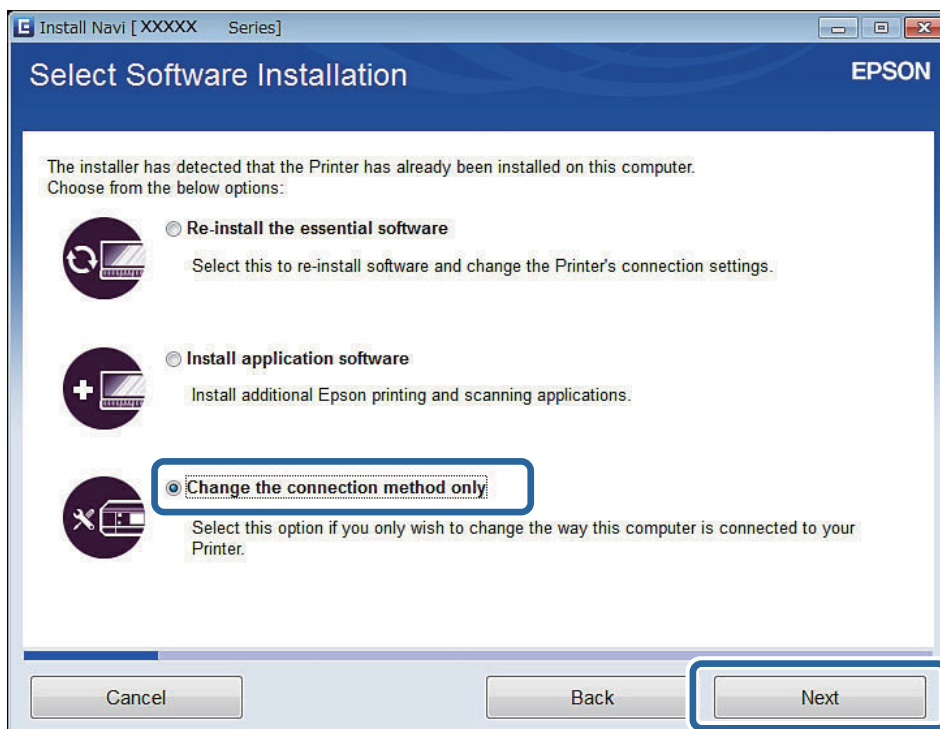 Install Navi [ XXXXX Series]
Select Software Installation
EPSON
The installer has detected that the Printer has already been installed on this computer.
Choose from the below options:
Re-install the essential software
Select this to re-install software and change the Printer's connection settings.
Install application software
Install additional Epson printing and scanning applications.
Change the connection method only
Select this option if you only wish to change the way this computer is connected to your
Printer.
Cancel
Back
Next